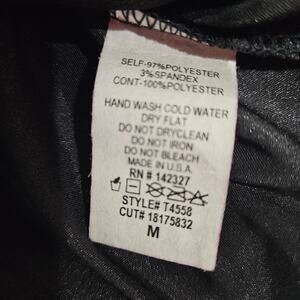 SELF-97%POLYESTER
3%SPANDEX
CONT-100%POLYESTER
HAND WASH COLD WATER
DRY FLAT
DO NOT DRYCLEAN
DO NOT IRON
DO NOT BLEACH
MADE IN U.S.A.
RN # 142327
STYLE# T4558
CUT# 18175832
M